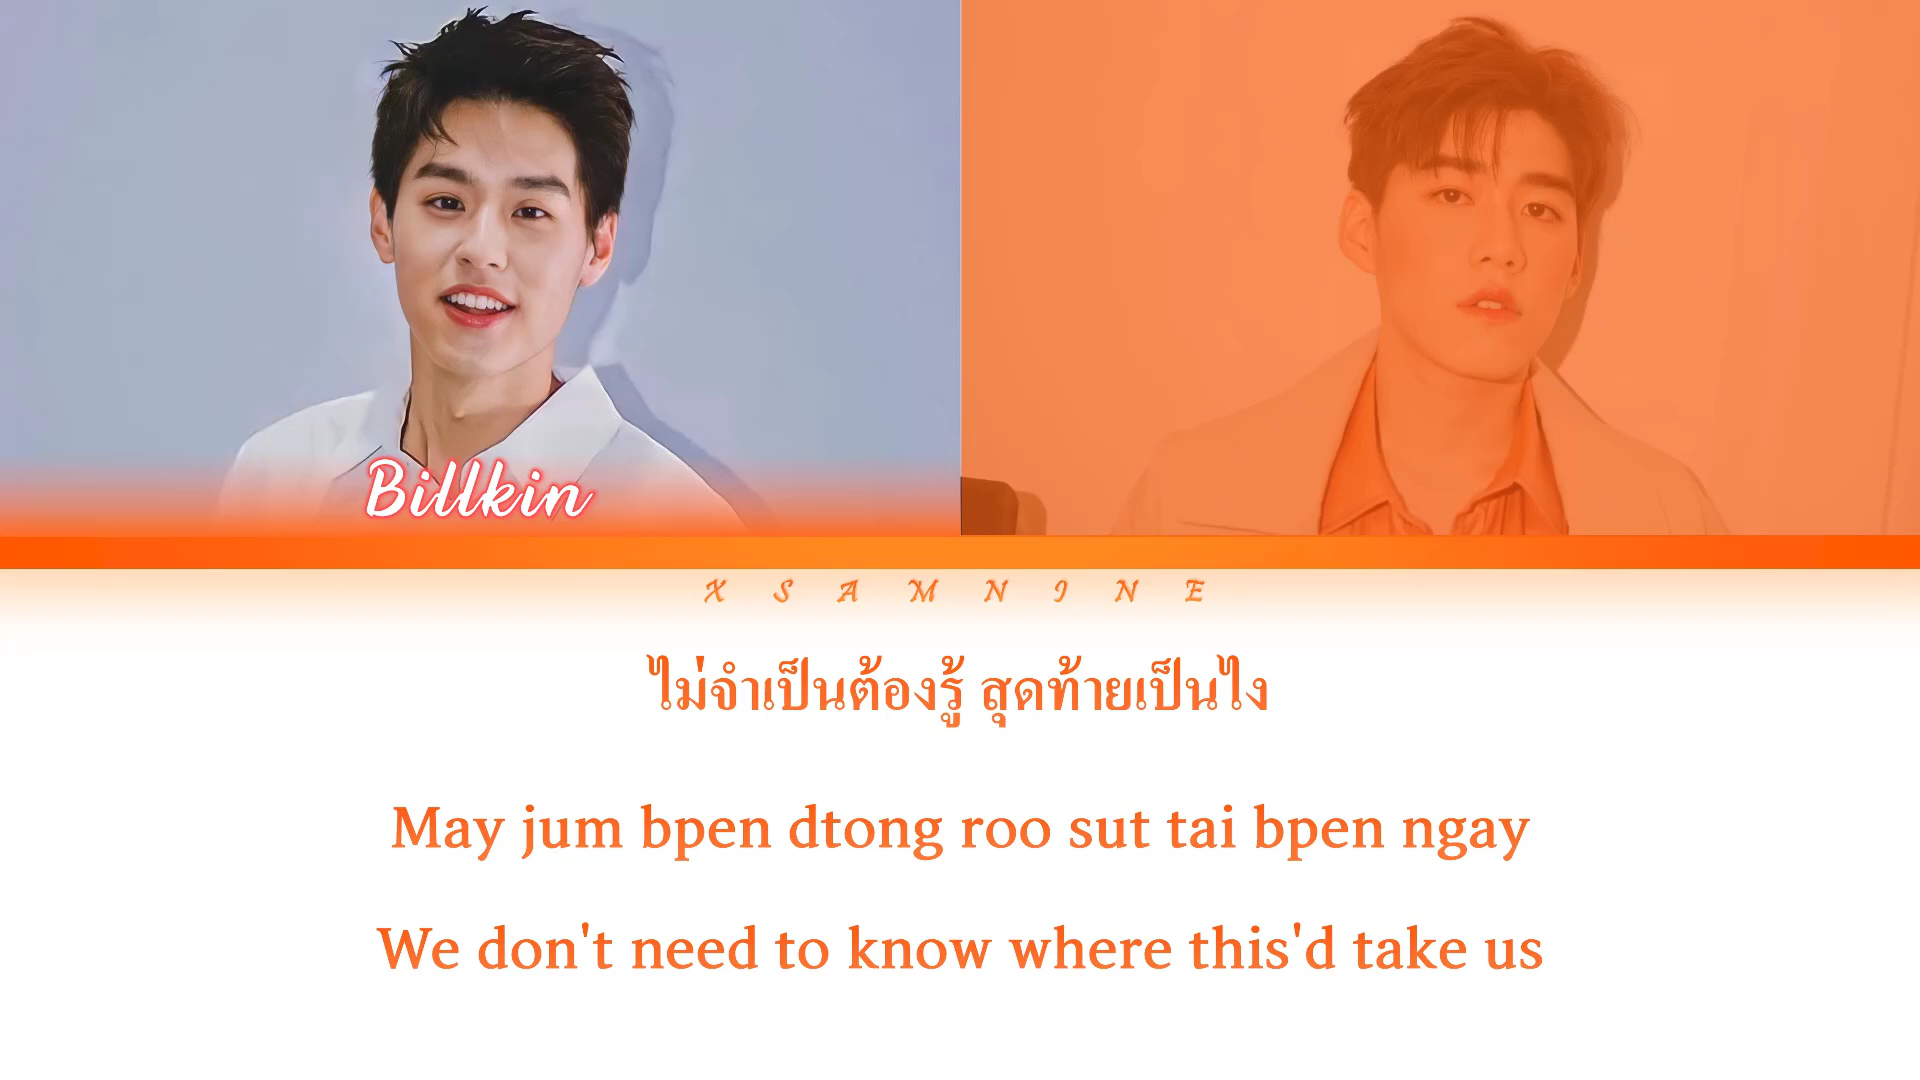 Billkin
X S A M N I N E
ไม่จำเป็นต้องรู้ สุดท้ายเป็นไง
May jum bpen dtong roo sut tai bpen ngay
We don't need to know where this'd take us